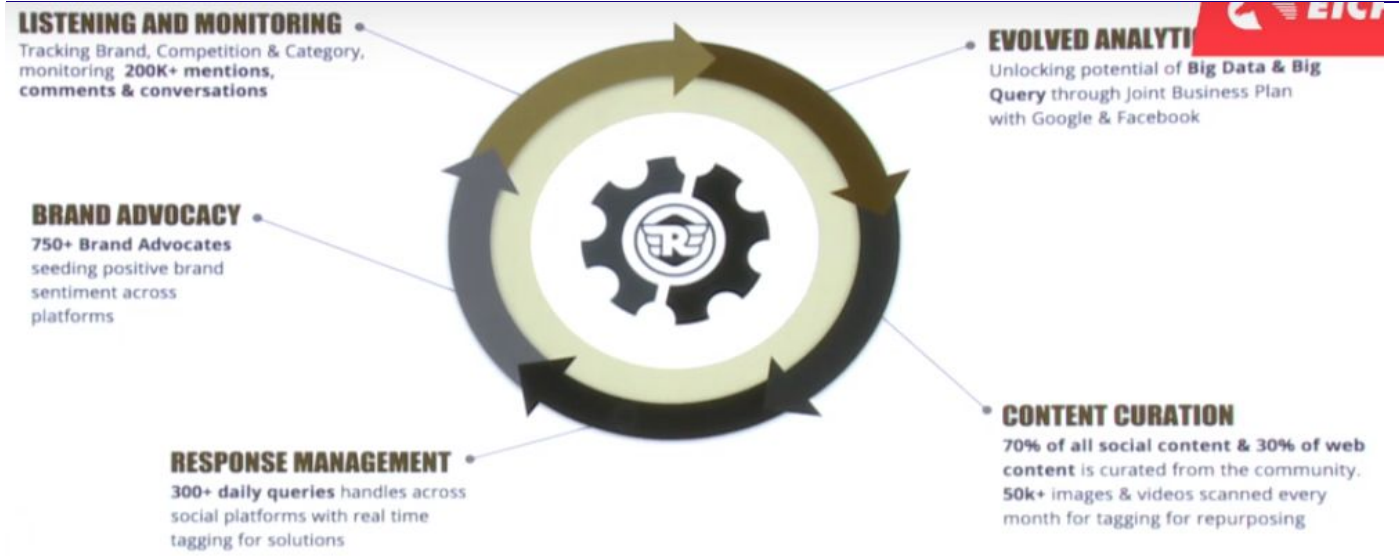 LISTENING AND MONITORING
Tracking Brand, Competition & Category,
monitoring 200K+ mentions,
comments & conversations
EVOLVED
Unlocking potential of Big Data & Big
Query through Joint Business Plan
with Google & Facebook
BRAND ADVOCACY
750+ Brand Advocates
seeding positive brand
sentiment across
platforms
R
CONTENT CURATION
70% of all social content & 30% of web
content is curated from the community.
50k+ images & videos scanned every
month for tagging for repurposing
RESPONSE MANAGEMENT
300+ daily queries handles across
social platforms with real time
tagging for solutions